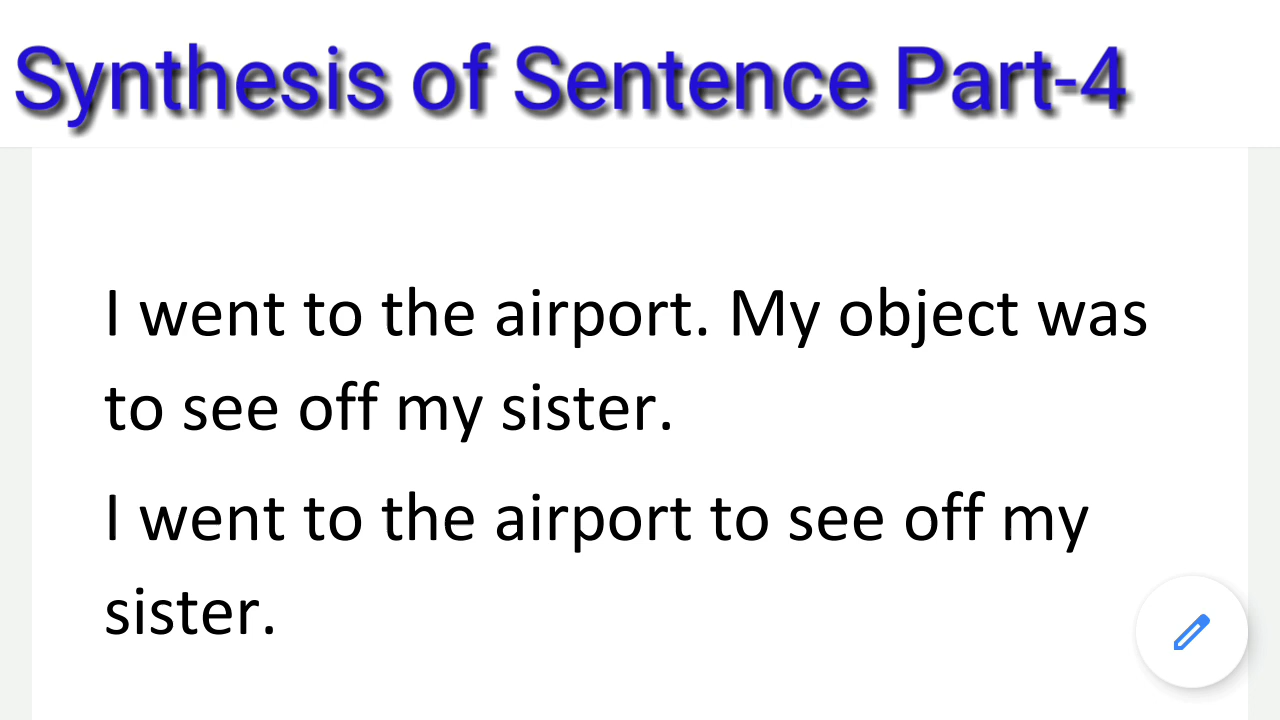 Synthesis of Sentence Part-4
I went to the airport. My object was
to see off my sister.
I went to the airport to see off my
sister.